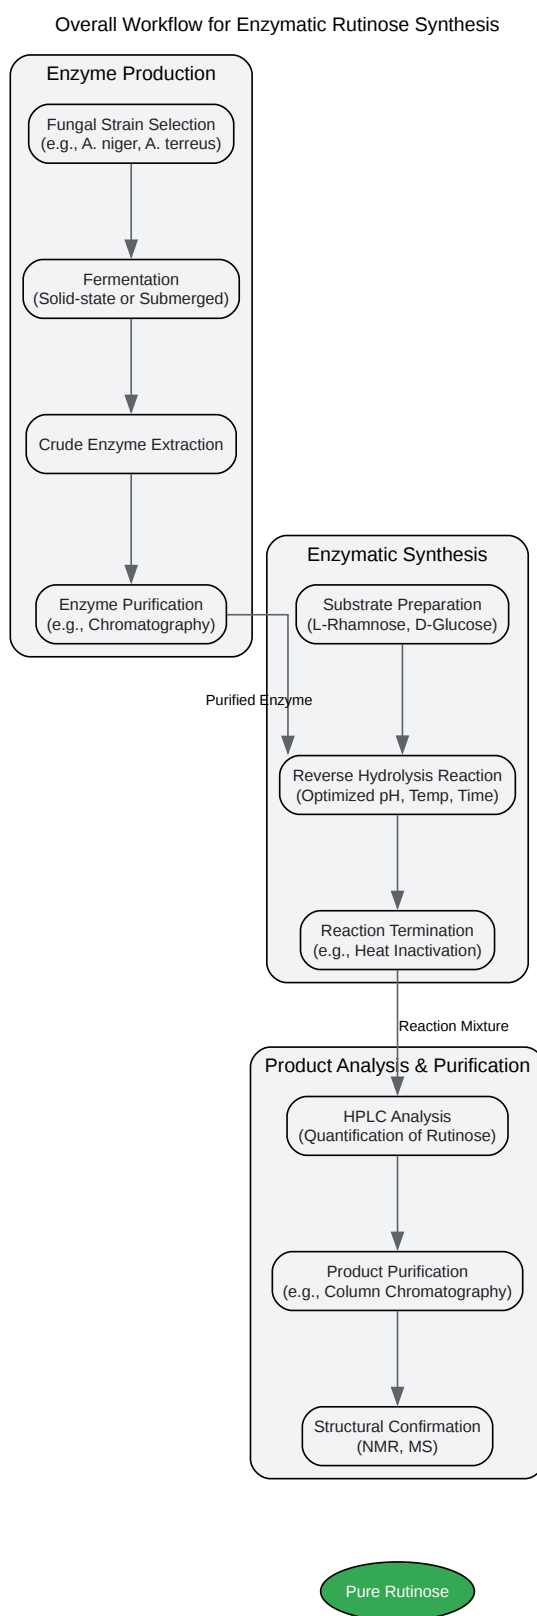 Overall Workflow for Enzymatic Rutinose Synthesis
Enzyme Production
Fungal Strain Selection
(e.g., A. niger, A. terreus)
Fermentation
(Solid-state or Submerged)
Crude Enzyme Extraction
Enzyme Purification
(e.g., Chromatography)
Purified Enzyme
Enzymatic Synthesis
Substrate Preparation
(L-Rhamnose, D-Glucose)
Reverse Hydrolysis Reaction
(Optimized pH, Temp, Time)
Reaction Termination
(e.g., Heat Inactivation)
Reaction Mixture
Product Analysis & Purification
HPLC Analysis
(Quantification of Rutinose)
Product Purification
(e.g., Column Chromatography)
Structural Confirmation
(NMR, MS)
Pure Rutinose